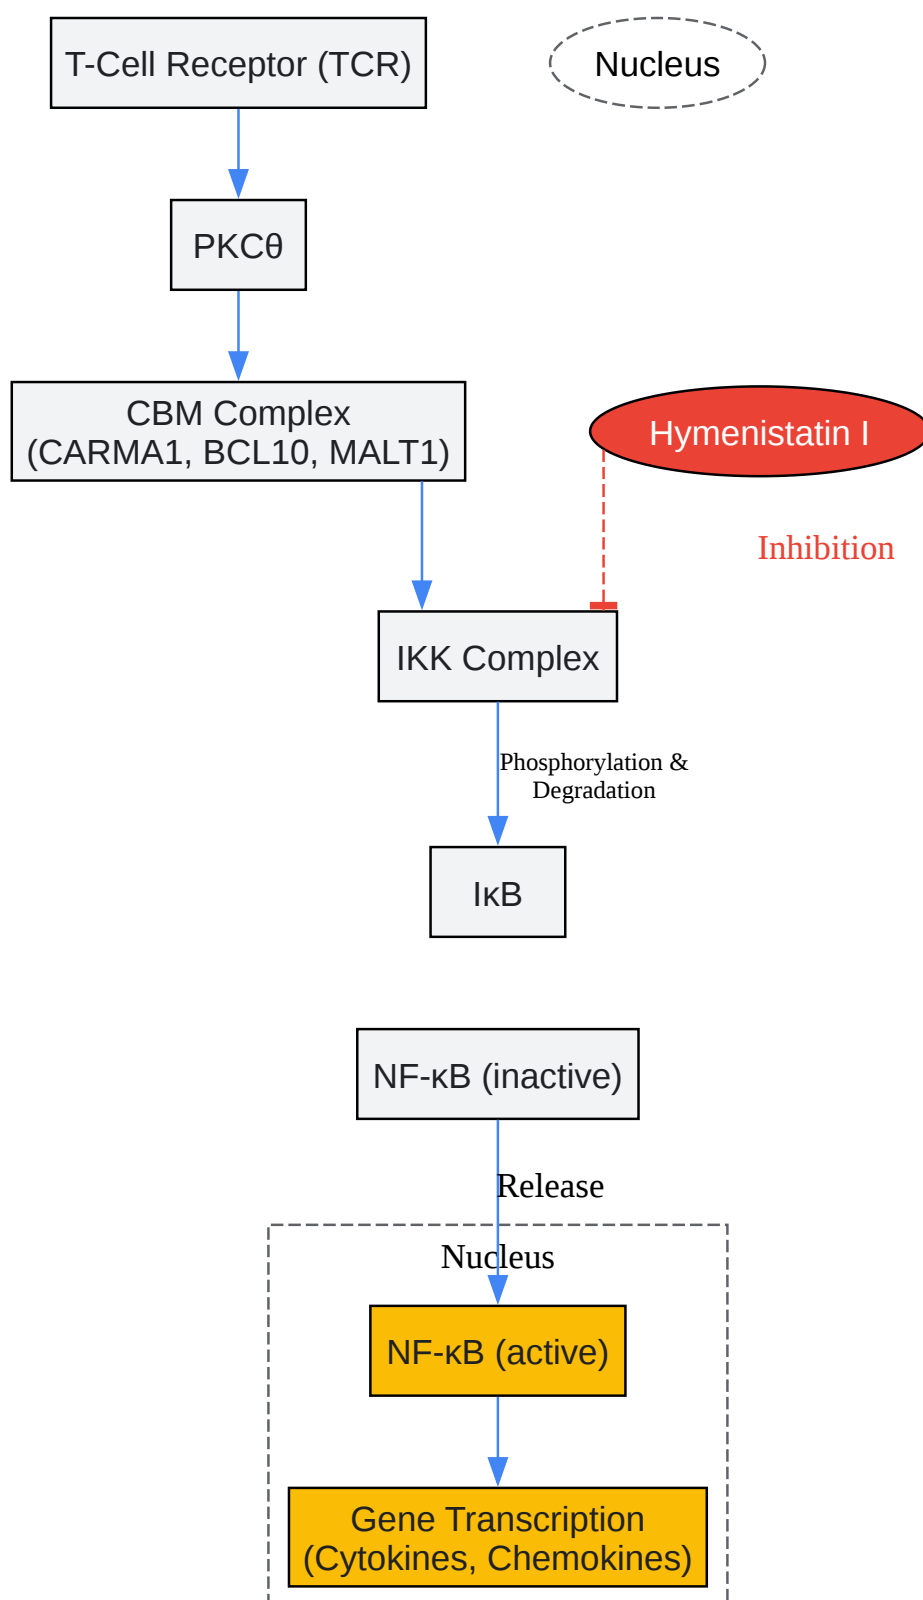 T-Cell Receptor (TCR)
Nucleus
PKCθ
CBM Complex
(CARMA1, BCL10, MALT1)
Hymenistatin I
Inhibition
IKK Complex
Phosphorylation &
Degradation
IκB
NF-κB (inactive)
Release
Nucleus
NF-κB (active)
Gene Transcription
(Cytokines, Chemokines)